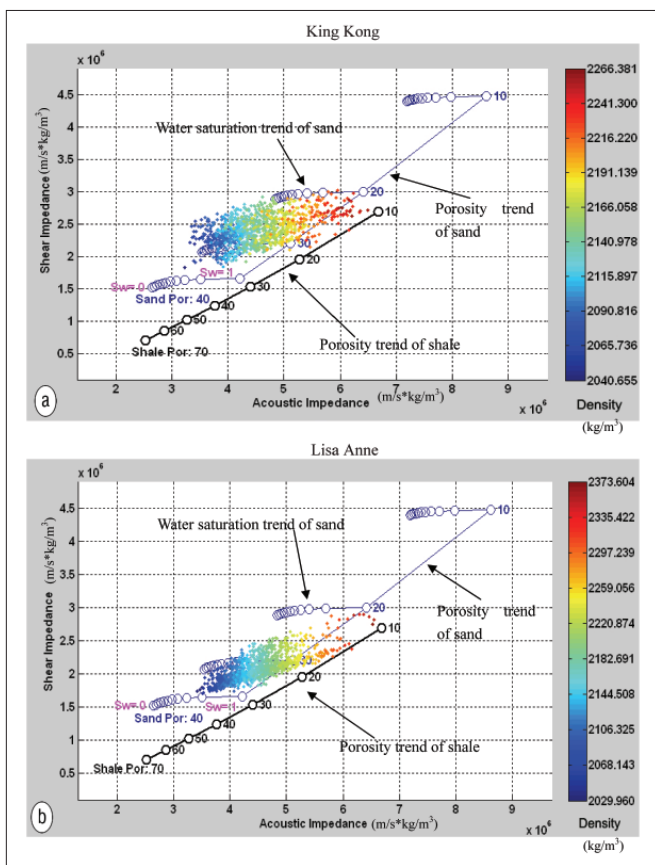 King Kong
x 10⁶
4.5
4
3.5
3
2.5
2
1.5
1
0.5
Shear Impedance (m/s*kg/m³)
Water saturation trend of sand
10
20
10
Porosity trend
of sand
30
20
Sw= 0
Sw= 1
Sand Por: 40
30
40
50
60
Shale Por: 70
Porosity trend of shale
2 3 4 5 6 7 8 9
Acoustic Impedance (m/s*kg/m³)
x 10⁶
2266.381
2241.300
2216.220
2191.139
2166.058
2140.978
2115.897
2090.816
2065.736
2040.655
Density
(kg/m³)
a
Lisa Anne
x 10⁶
4.5
4
3.5
3
2.5
2
1.5
1
0.5
Shear Impedance (m/s*kg/m³)
Water saturation trend of sand
10
20
10
Porosity trend
of sand
30
20
Sw= 0
Sw= 1
Sand Por: 40
30
40
50
60
Shale Por: 70
Porosity trend of shale
2 3 4 5 6 7 8 9
Acoustic Impedance (m/s*kg/m³)
x 10⁶
2373.604
2335.422
2297.239
2259.056
2220.874
2182.691
2144.508
2106.325
2068.143
2029.960
Density
(kg/m³)
b